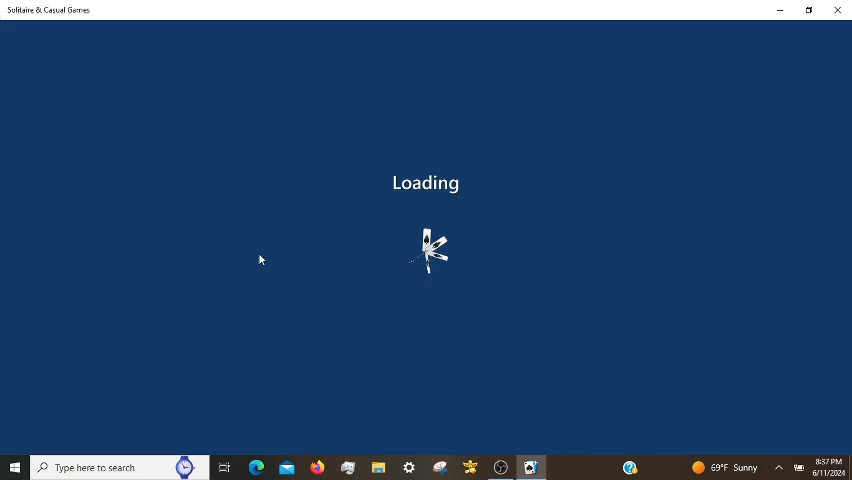 Solitaire & Casual Games
Loading
Type here to search
69°F Sunny
8:37 PM
6/11/2024